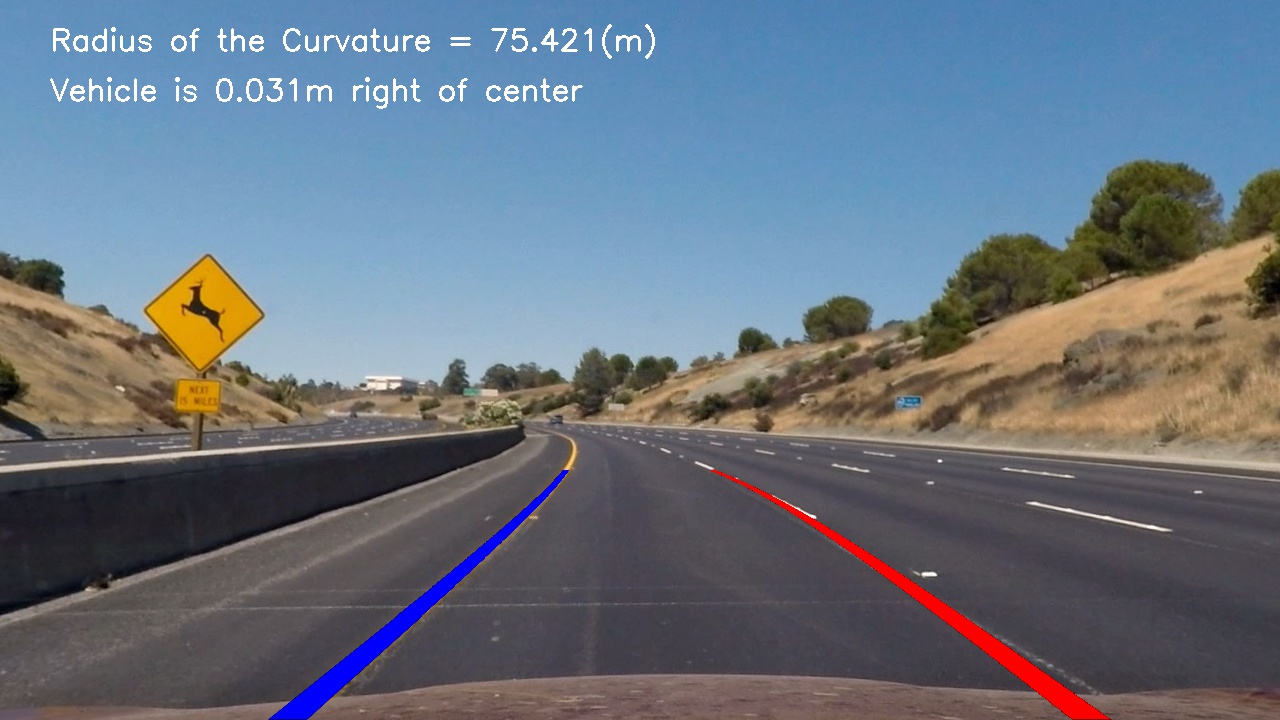 Radius of the Curvature = 75.421(m)
Vehicle is 0.031m right of center
NEXT
15 MILES